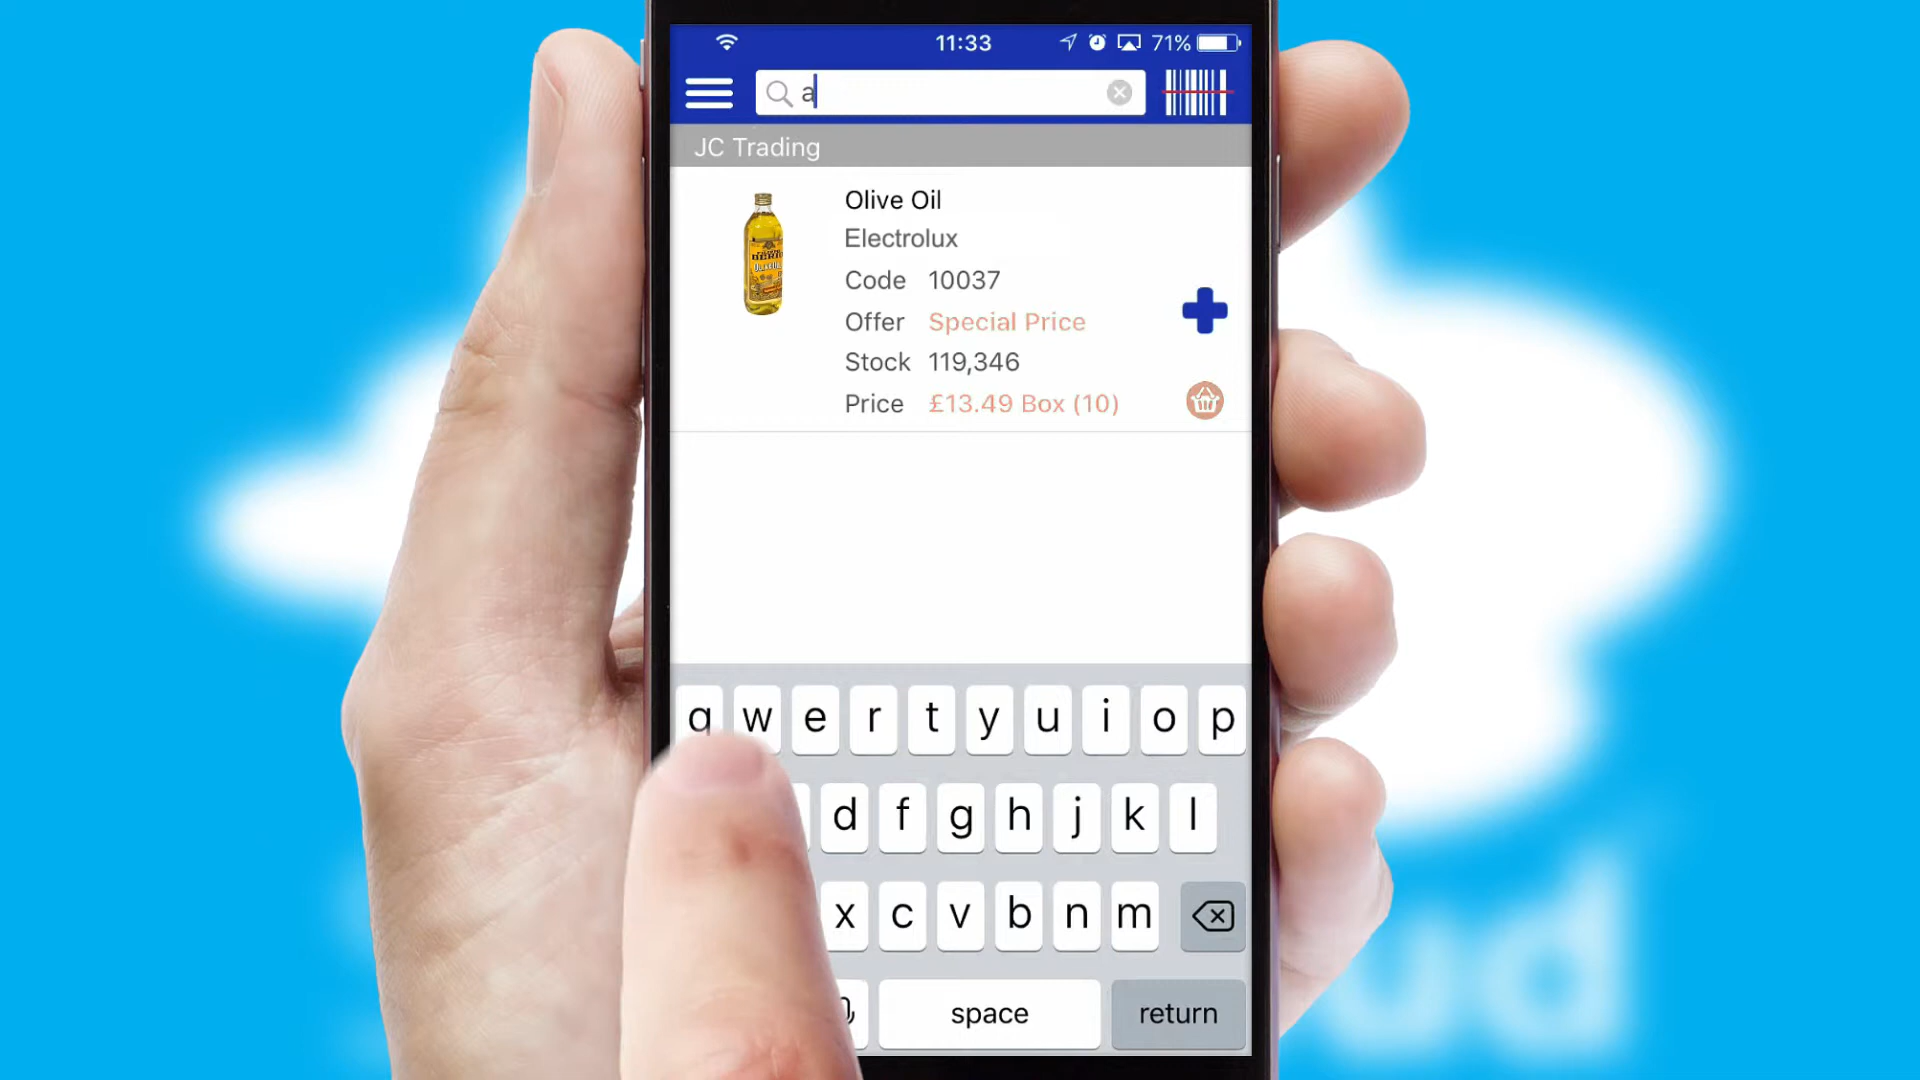 11:33 71%
a
JC Trading
Olive Oil
Electrolux
Code 10037
Offer Special Price
Stock 119,346
Price £13.49 Box (10)
q w e r t y u i o p
d f g h j k l
x c v b n m
space return
ud